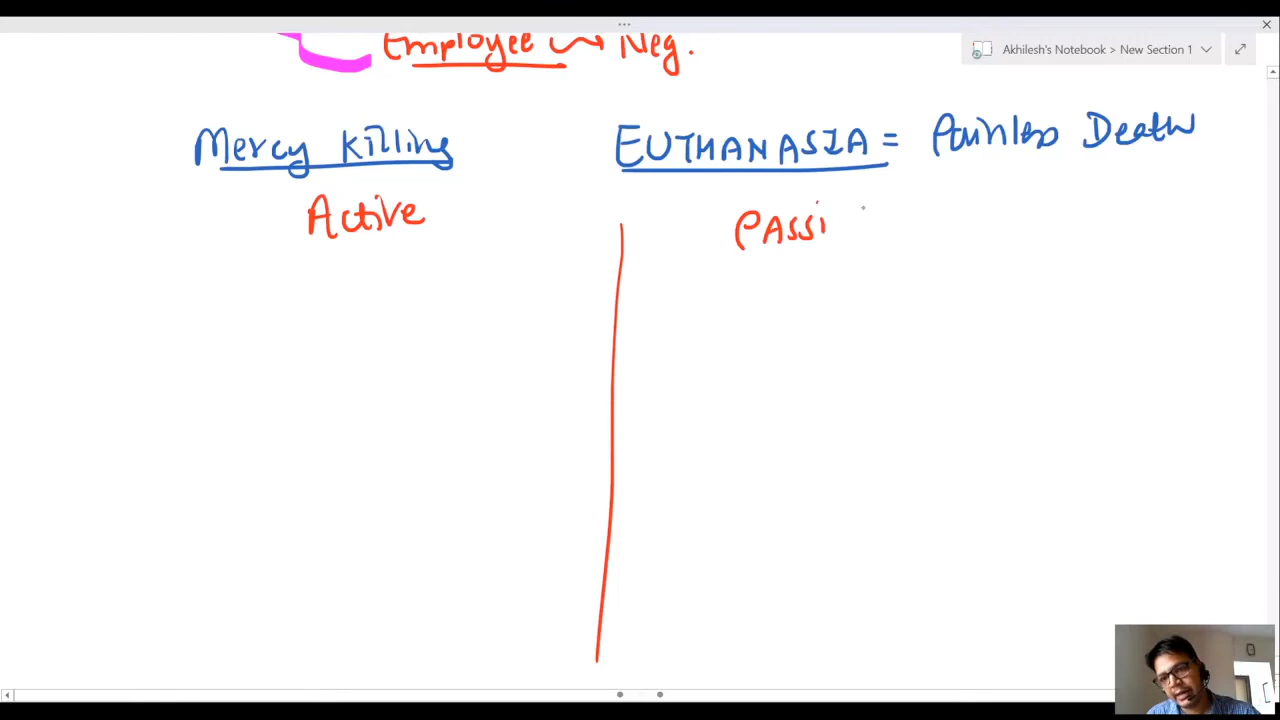 Employee Neg.
Akhilesh's Notebook > New Section 1
Mercy Killing EUTHANASIA = Painless Death
Active PASSI